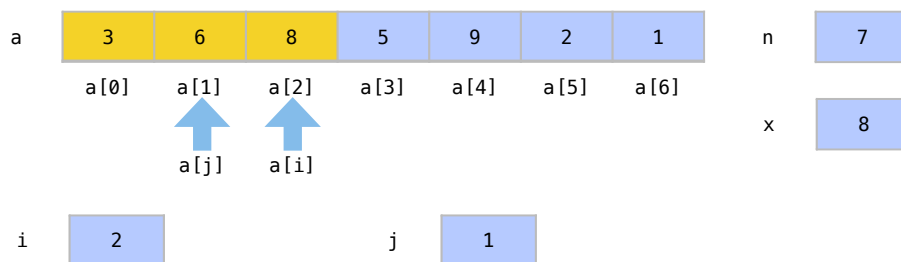 a 3 6 8 5 9 2 1 n 7
a[0] a[1] a[2] a[3] a[4] a[5] a[6]
x 8
a[j] a[i]
i 2 j 1